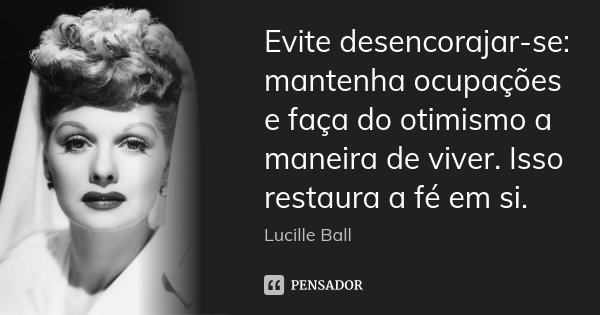 Evite desencorajar-se:
mantenha ocupações
e faça do otimismo a
maneira de viver. Isso
restaura a fé em si.
Lucille Ball
PENSADOR